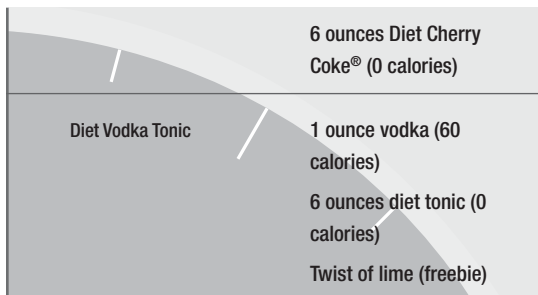 6 ounces Diet Cherry
Coke® (0 calories)
Diet Vodka Tonic
1 ounce vodka (60
calories)
6 ounces diet tonic (0
calories)
Twist of lime (freebie)